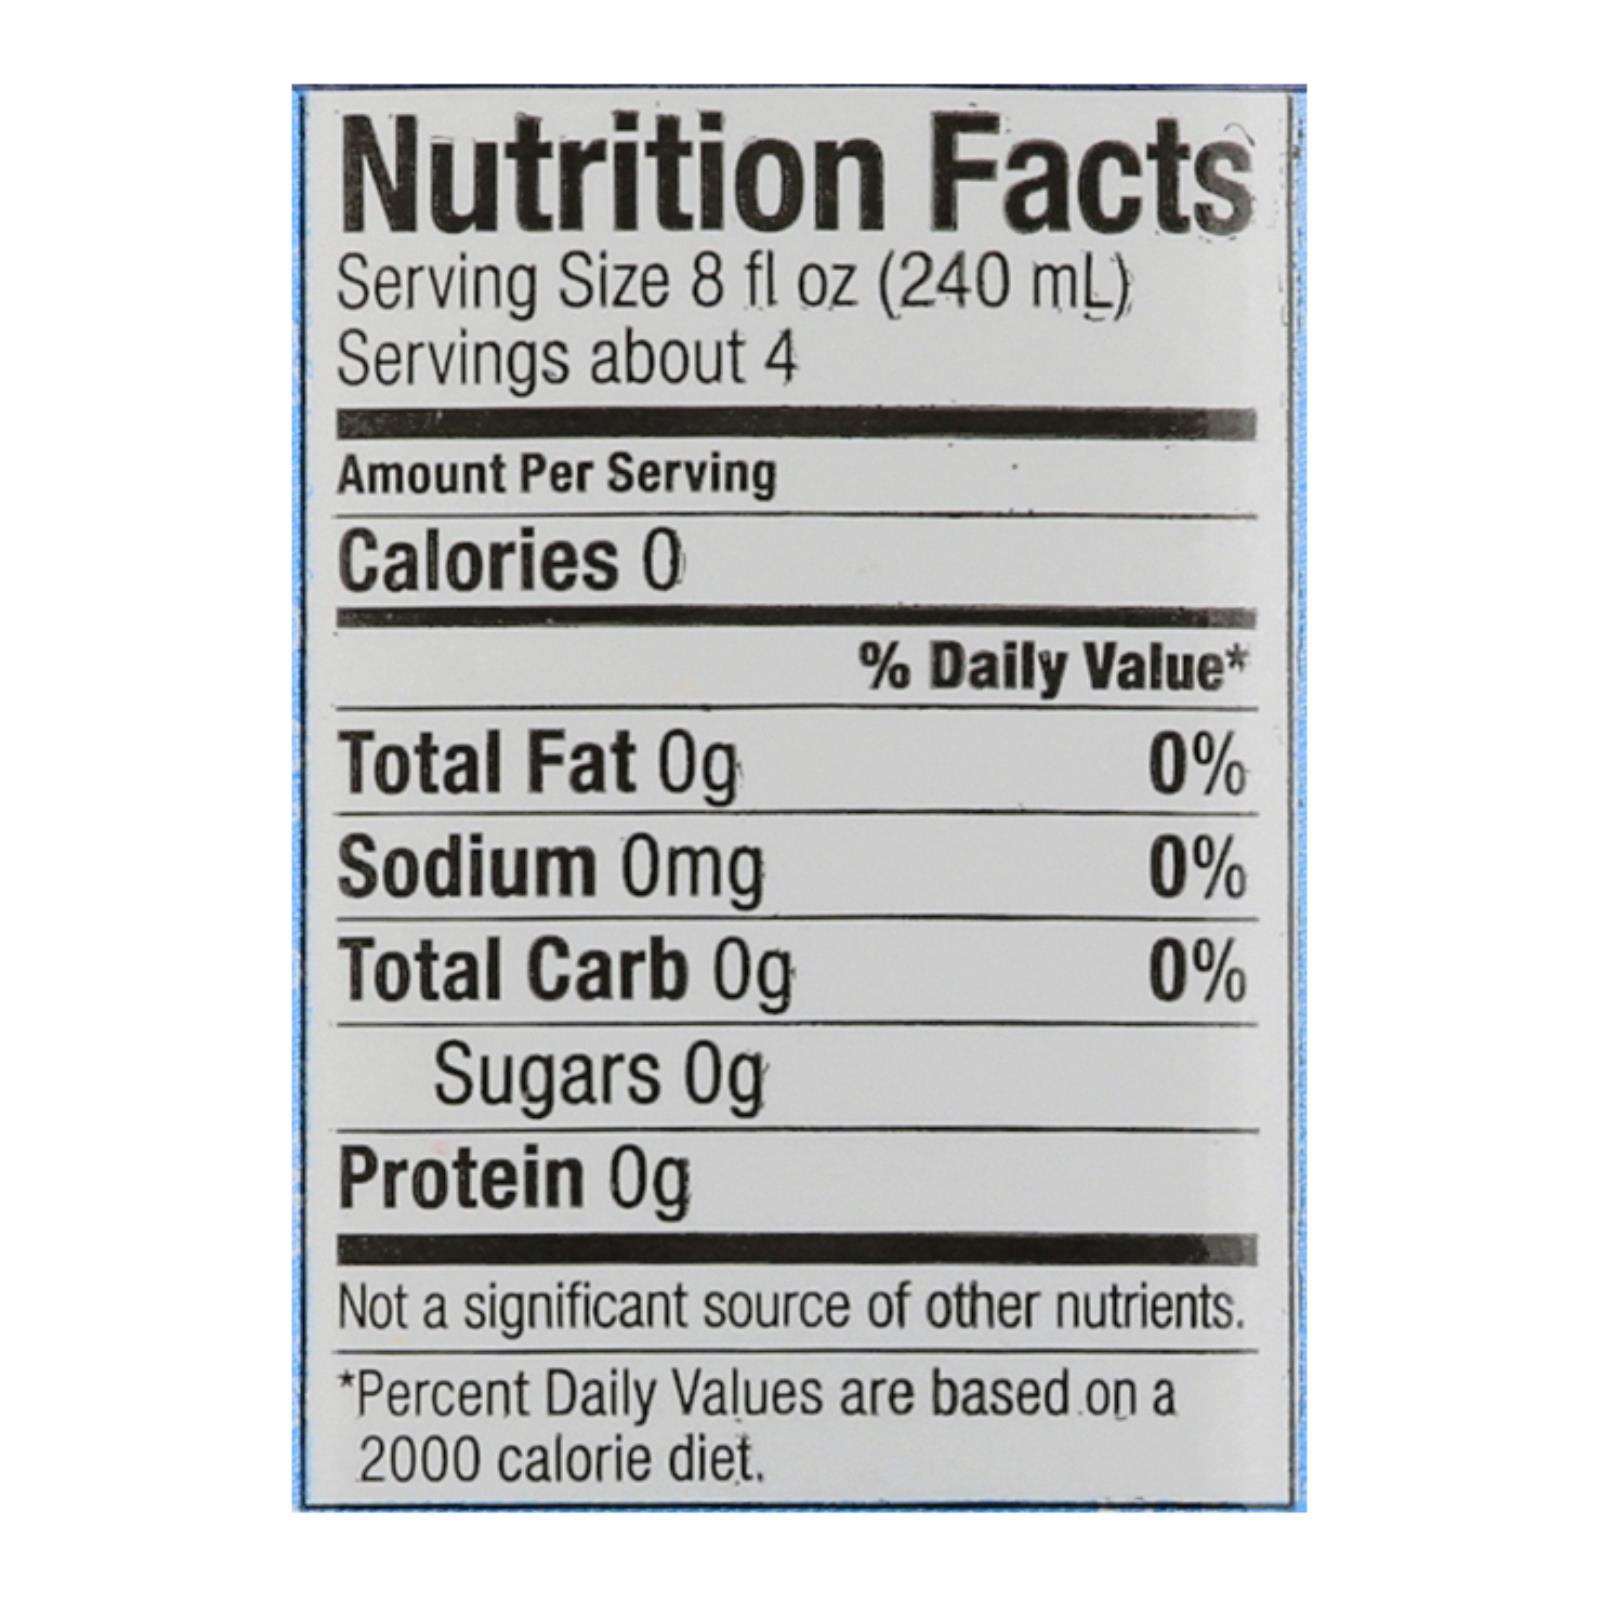 Nutrition Facts
Serving Size 8 fl oz (240 mL)
Servings about 4
Amount Per Serving
Calories 0
% Daily Value*
Total Fat 0g 0%
Sodium 0mg 0%
Total Carb 0g 0%
Sugars 0g
Protein 0g
Not a significant source of other nutrients.
*Percent Daily Values are based on a
2000 calorie diet.